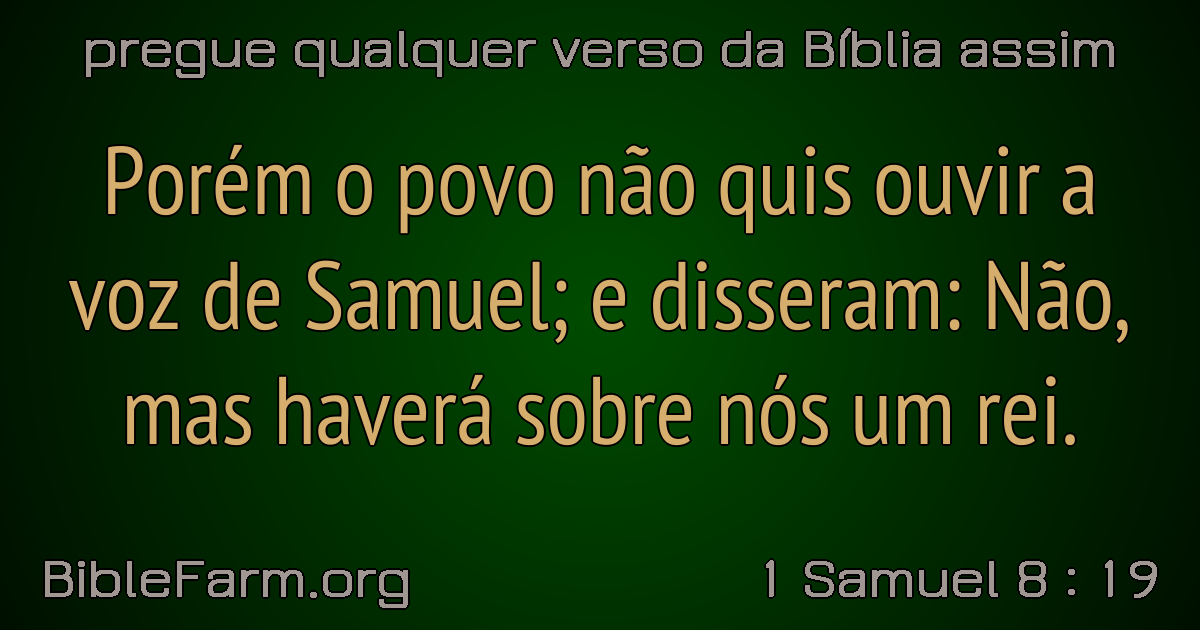 pregue qualquer verso da Bíblia assim
Porém o povo não quis ouvir a
voz de Samuel; e disseram: Não,
mas haverá sobre nós um rei.
BibleFarm.org
1 Samuel 8 : 19